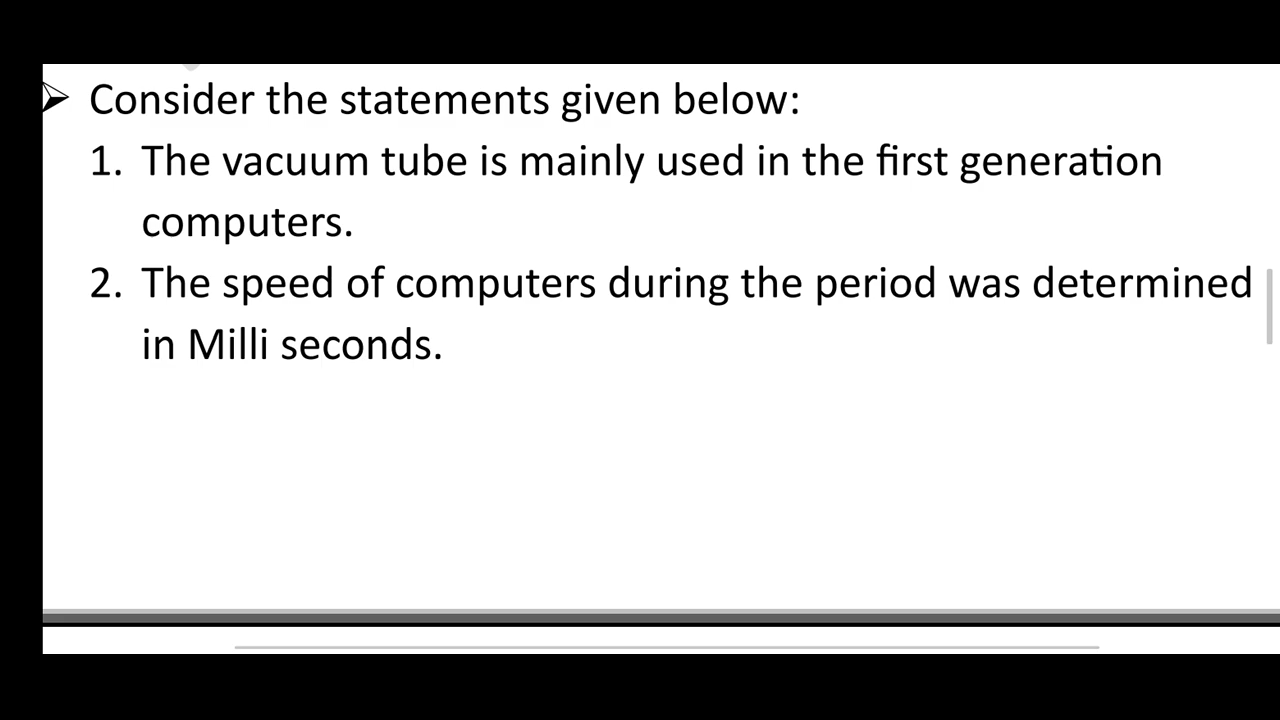 ➢ Consider the statements given below:
1. The vacuum tube is mainly used in the first generation
computers.
2. The speed of computers during the period was determined
in Milli seconds.